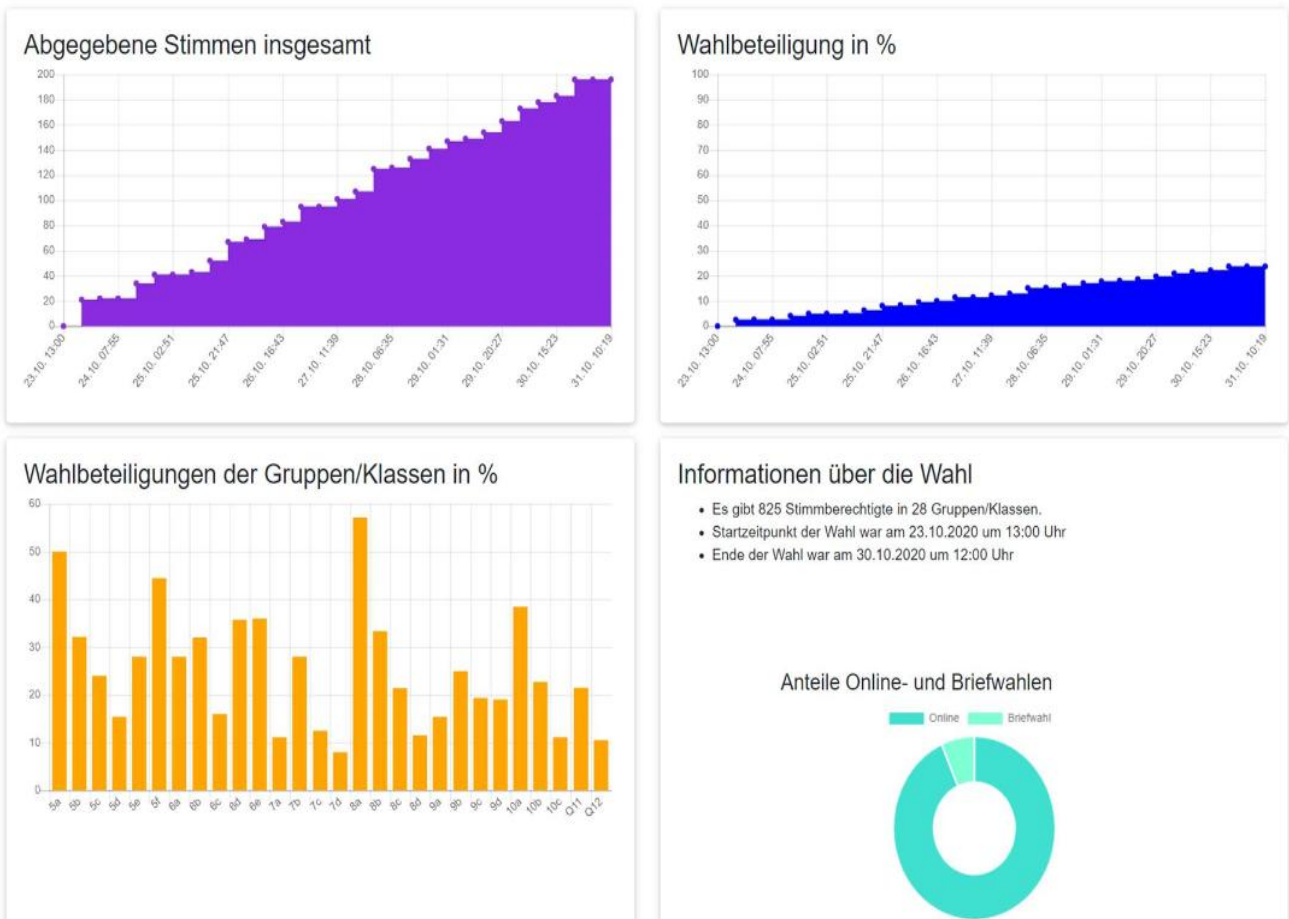 Abgegebene Stimmen insgesamt
200
180
160
140
120
100
80
60
40
20
0
23.10. 13:00
24.10. 07:55
25.10. 02:51
25.10. 21:47
26.10. 16:43
27.10. 11:39
28.10. 06:35
29.10. 01:31
29.10. 20:27
30.10. 15:23
31.10. 10:19
Wahlbeteiligung in %
100
90
80
70
60
50
40
30
20
10
0
23.10. 13:00
24.10. 07:55
25.10. 02:51
25.10. 21:47
26.10. 16:43
27.10. 11:39
28.10. 06:35
29.10. 01:31
29.10. 20:27
30.10. 15:23
31.10. 10:19
Wahlbeteiligungen der Gruppen/Klassen in %
60
50
40
30
20
10
0
5a
5b
5c
5d
5e
5f
6a
6b
6c
6d
6e
7a
7b
7c
7d
8a
8b
8c
8d
9a
9b
9c
9d
10a
10b
10c
Q11
Q12
Informationen über die Wahl
• Es gibt 825 Stimmberechtigte in 28 Gruppen/Klassen.
• Startzeitpunkt der Wahl war am 23.10.2020 um 13:00 Uhr
• Ende der Wahl war am 30.10.2020 um 12:00 Uhr
Anteile Online- und Briefwahlen
Online Briefwahl